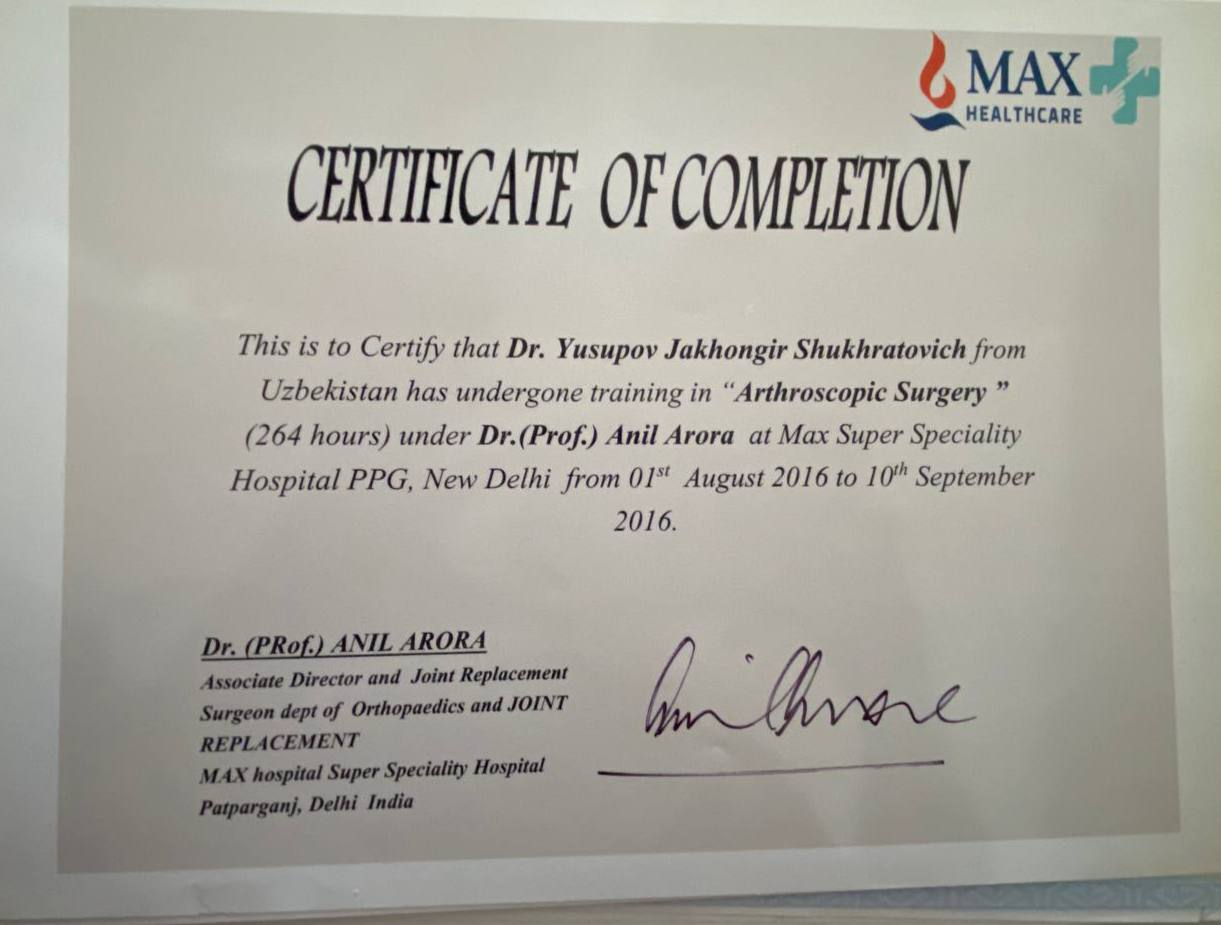 MAX
HEALTHCARE
CERTIFICATE OF COMPLETION
This is to Certify that Dr. Yusupov Jakhongir Shukhratovich from
Uzbekistan has undergone training in “Arthroscopic Surgery ”
(264 hours) under Dr.(Prof.) Anil Arora at Max Super Speciality
Hospital PPG, New Delhi from 01st August 2016 to 10th September
2016.
Dr. (PRof.) ANIL ARORA
Associate Director and Joint Replacement
Surgeon dept of Orthopaedics and JOINT
REPLACEMENT
MAX hospital Super Speciality Hospital
Patparganj, Delhi India